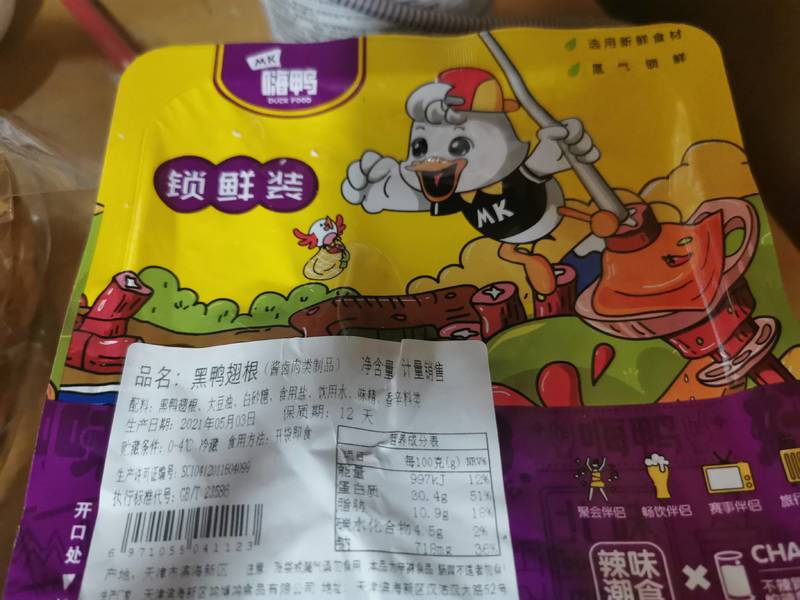 MK
嗨鸭
DUCK FOOD
选用新鲜食材
氮气锁鲜
锁鲜装
MK
品名：黑鸭翅根（酱卤肉类制品） 净含量 计量销售
配料：黑鸭翅根、大豆油、白砂糖、食用盐、饮用水、味精、香辛料类
生产日期：2021年05月03日 保质期：12 天
贮藏条件：0-4℃ 冷藏 食用方法：开袋即食
生产许可证编号：SC10412011604099
执行标准代号：GB/T 23586
营养成分表
项目 每100克(g) NRV%
能量 997kJ 12%
蛋白质 30.4g 51%
脂肪 10.9g 18%
碳水化合物 4.5g 2%
钠 718mg 36%
6 971055 041123
产地：天津市滨海新区
聚会伴侣
畅饮伴侣
赛事伴侣
旅行
开口处
辣味
潮食
CHA